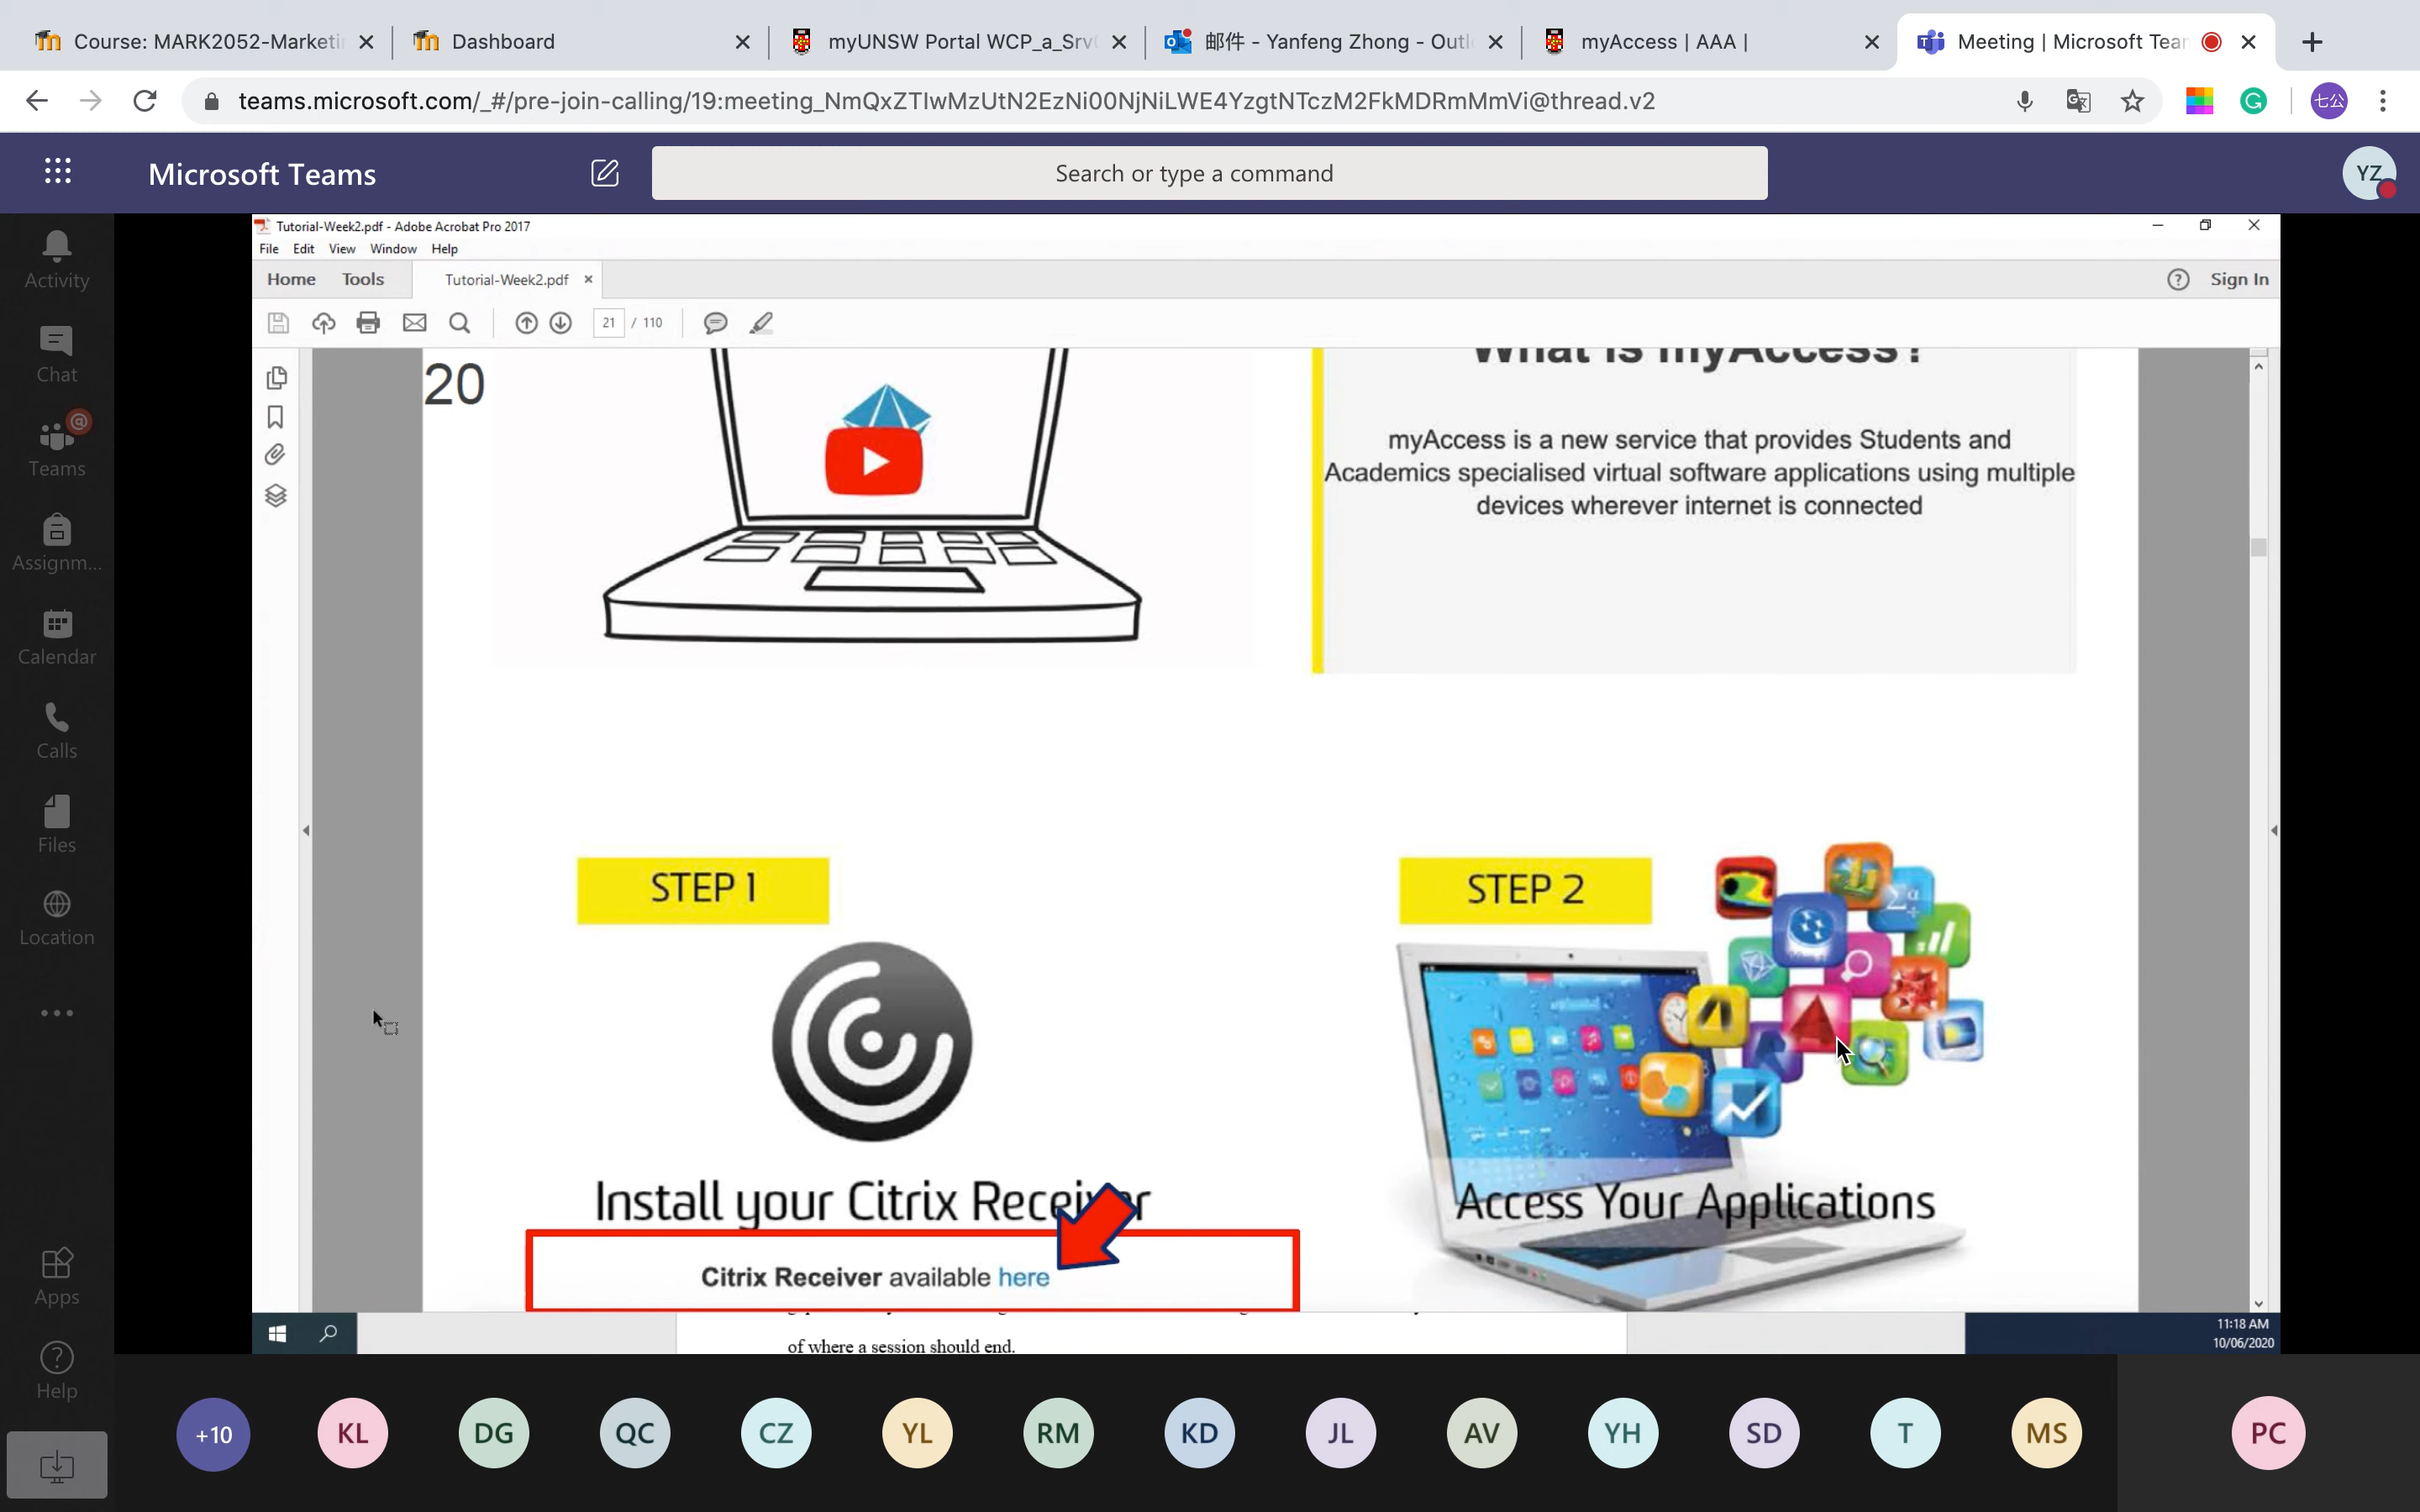 Course: MARK2052-Marketi
Dashboard
myUNSW Portal WCP_a_Srv
邮件 - Yanfeng Zhong - Outl
myAccess | AAA |
Meeting | Microsoft Tea
teams.microsoft.com/_#/pre-join-calling/19:meeting_NmQxZTIwMzUtN2EzNi00NjNiLWE4YzgtNTczM2FkMDRmMmVi@thread.v2
七公
Microsoft Teams
Search or type a command
YZ
Activity
Chat
Teams
Assignm...
Calendar
Calls
Files
Location
Apps
Help
Tutorial-Week2.pdf - Adobe Acrobat Pro 2017
File Edit View Window Help
Home Tools Tutorial-Week2.pdf Sign In
21 / 110
20
What is myAccess?
myAccess is a new service that provides Students and
Academics specialised virtual software applications using multiple
devices wherever internet is connected
STEP 1
STEP 2
Install your Citrix Receiver
Access Your Applications
Citrix Receiver available here
of where a session should end.
11:18 AM
10/06/2020
+10 KL DG QC CZ YL RM KD JL AV YH SD T MS PC